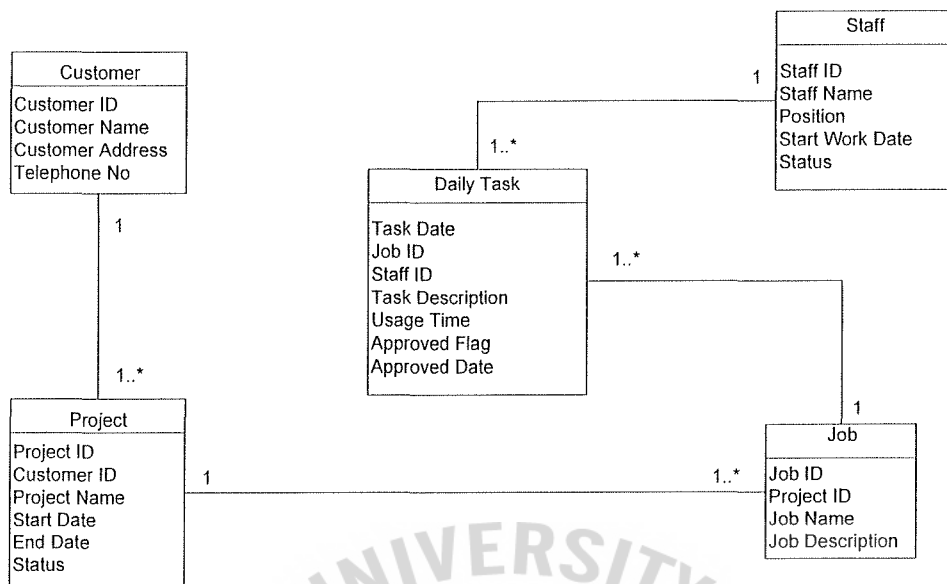 Staff
Staff ID
Staff Name
Position
Start Work Date
Status
Customer
Customer ID
Customer Name
Customer Address
Telephone No
1
1..*
Daily Task
Task Date
Job ID
Staff ID
Task Description
Usage Time
Approved Flag
Approved Date
1..*
1
1
1..*
Project
Project ID
Customer ID
Project Name
Start Date
End Date
Status
1
1..*
Job
Job ID
Project ID
Job Name
Job Description
UNIVERSITY